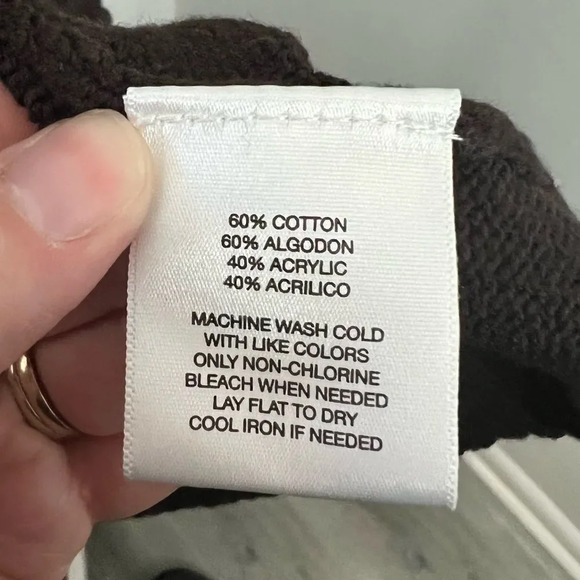 60% COTTON
60% ALGODON
40% ACRYLIC
40% ACRILICO
MACHINE WASH COLD
WITH LIKE COLORS
ONLY NON-CHLORINE
BLEACH WHEN NEEDED
LAY FLAT TO DRY
COOL IRON IF NEEDED